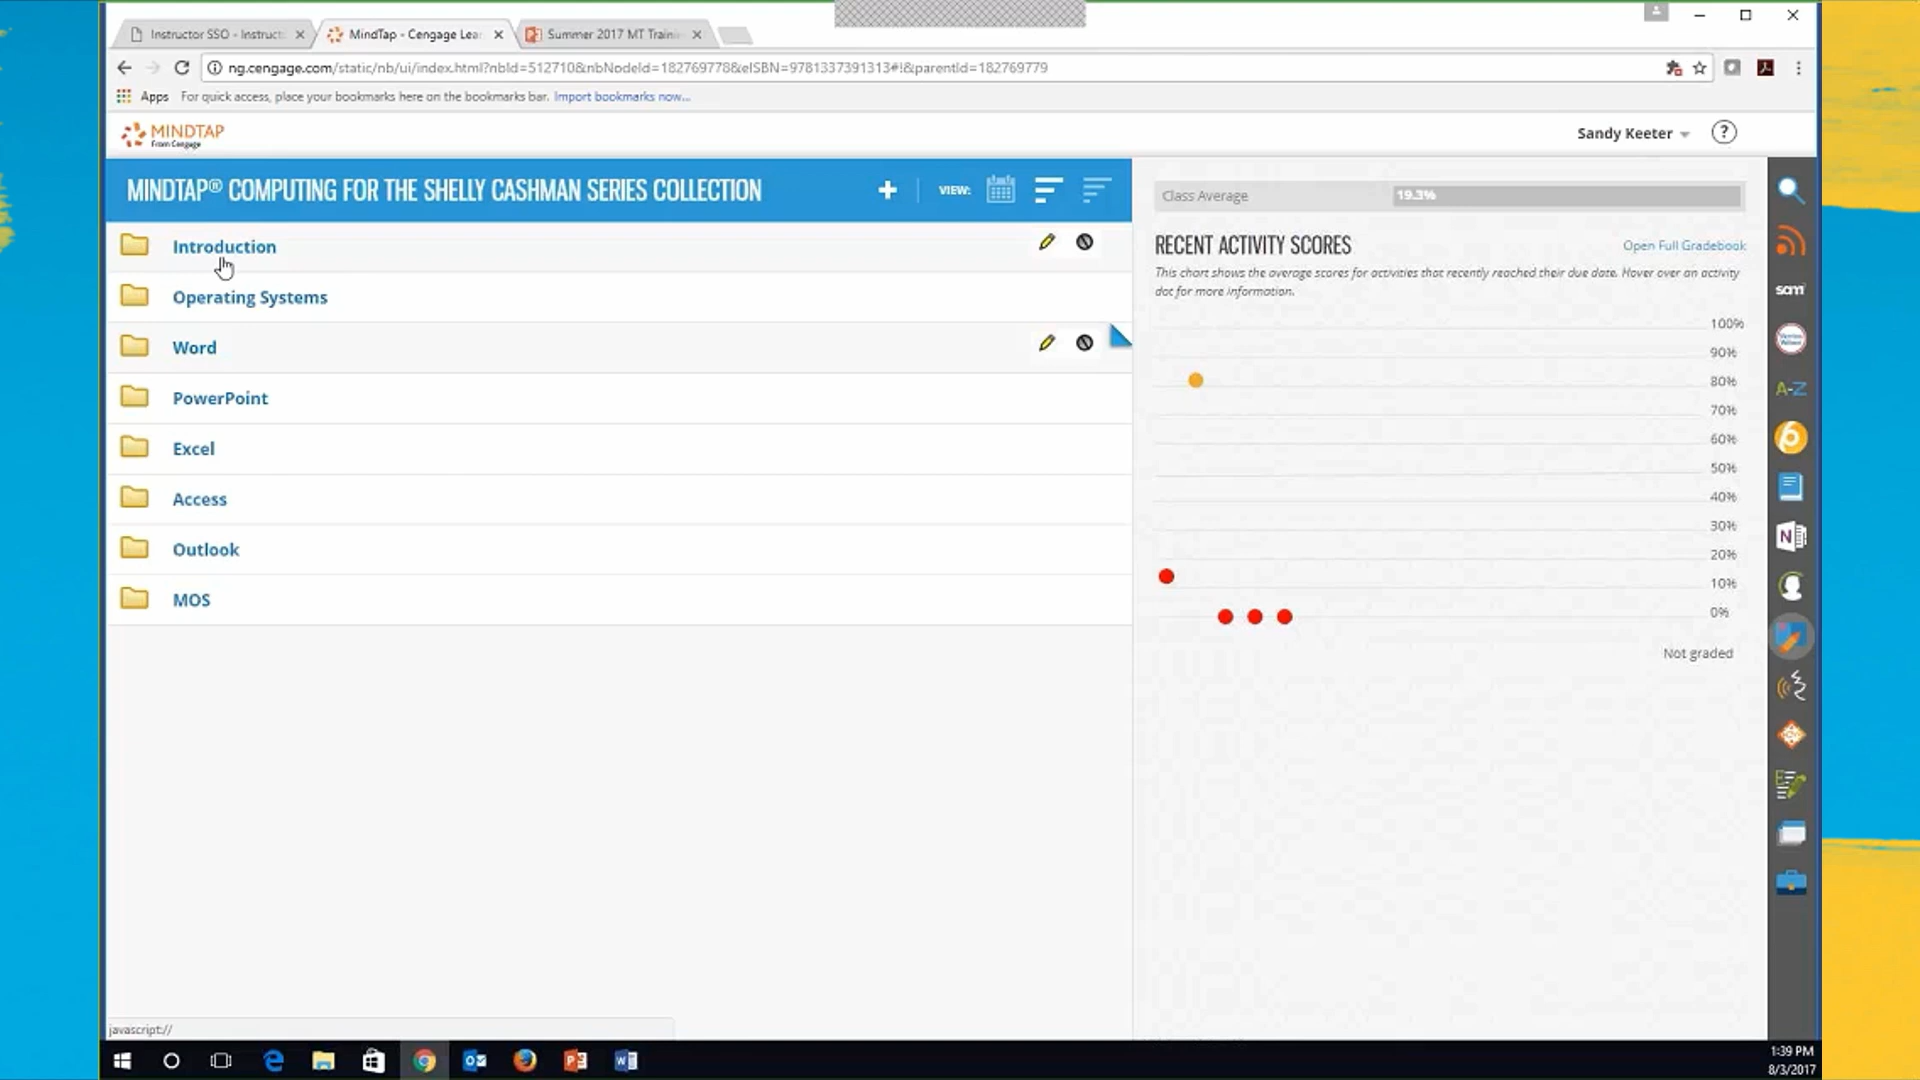 Instructor SSO - Instruct
MindTap - Cengage Lea
Summer 2017 MT Traini
ng.cengage.com/static/nb/ui/index.html?nbId=512710&nbNodeId=182769778&eISBN=9781337391313#!&parentId=182769779
Apps For quick access, place your bookmarks here on the bookmarks bar. Import bookmarks now...
MINDTAP
From Cengage
Sandy Keeter
?
MINDTAP® COMPUTING FOR THE SHELLY CASHMAN SERIES COLLECTION
VIEW:
Introduction
Operating Systems
Word
PowerPoint
Excel
Access
Outlook
MOS
Class Average 19.3%
RECENT ACTIVITY SCORES
Open Full Gradebook
This chart shows the average scores for activities that recently reached their due date. Hover over an activity
dot for more information.
100%
90%
80%
70%
60%
50%
40%
30%
20%
10%
0%
Not graded
sam
A-Z
N
javascript://
1:39 PM
8/3/2017